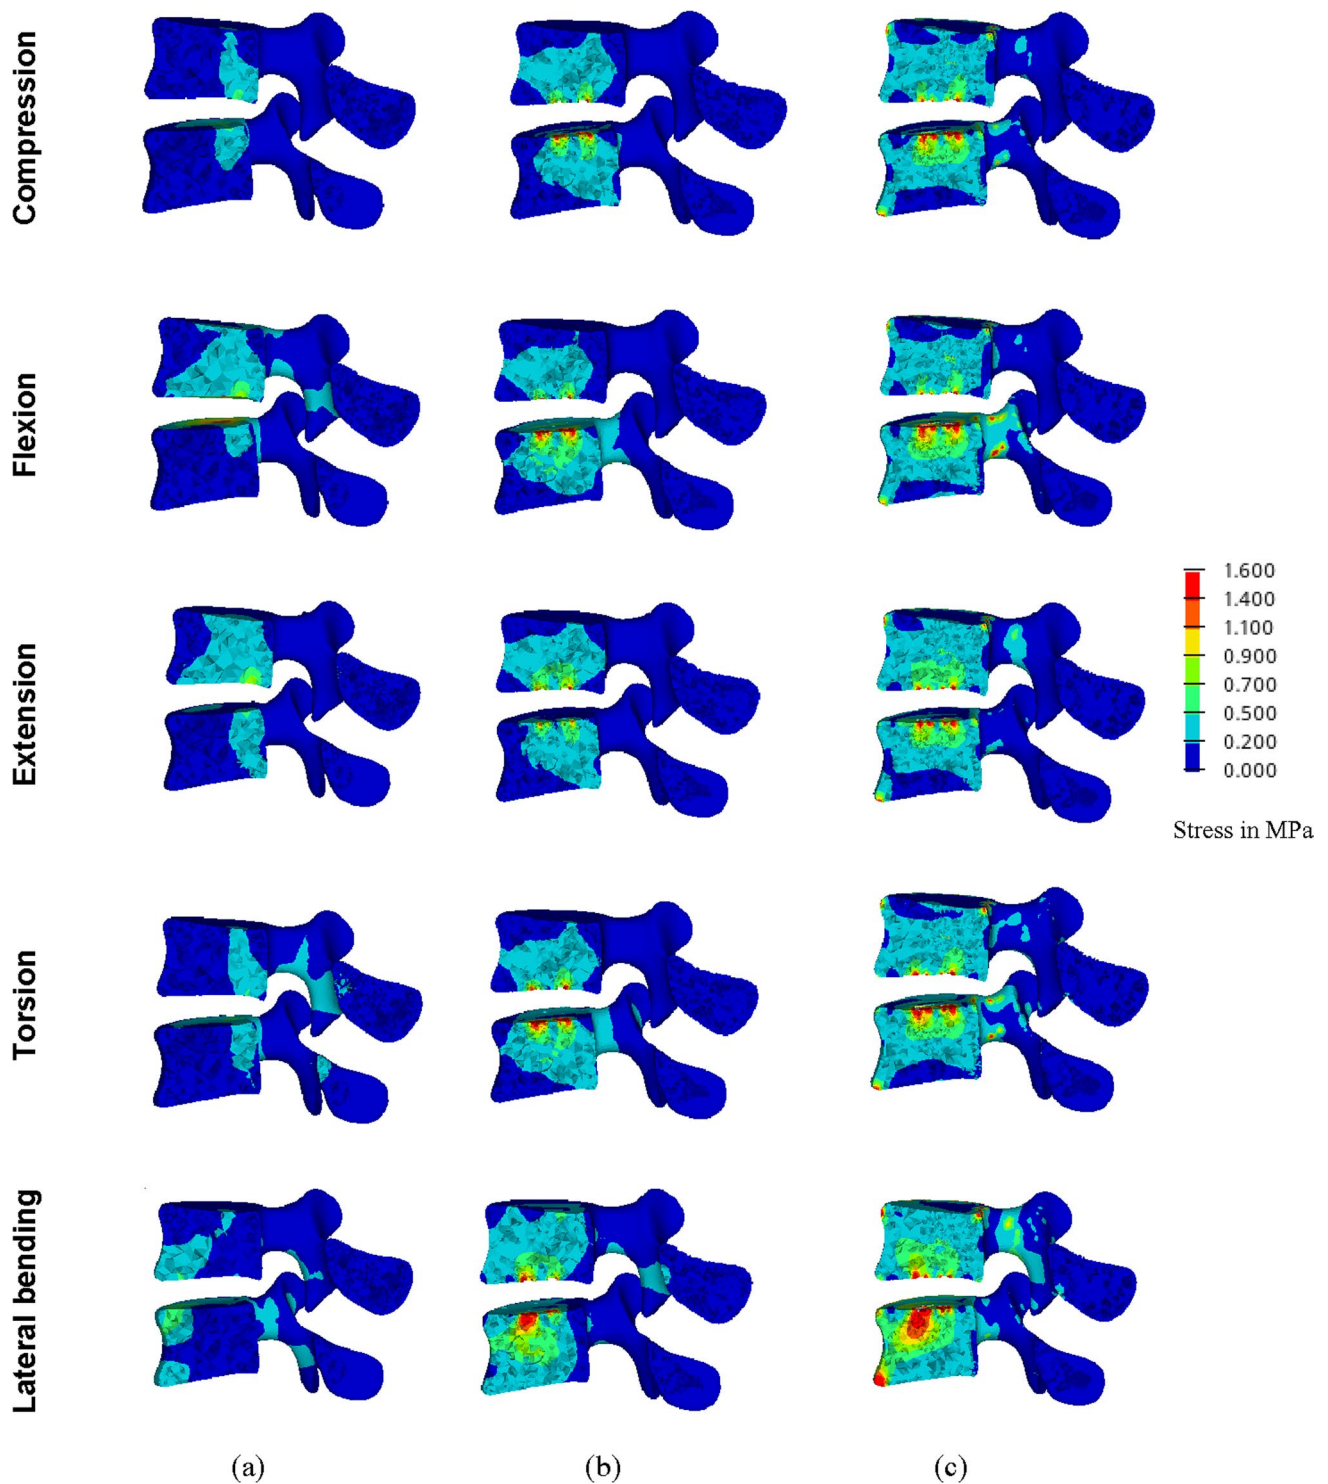 Compression
Flexion
Extension
1.600
1.400
1.100
0.900
0.700
0.500
0.200
0.000
Stress in MPa
Torsion
Lateral bending
(a) (b) (c)